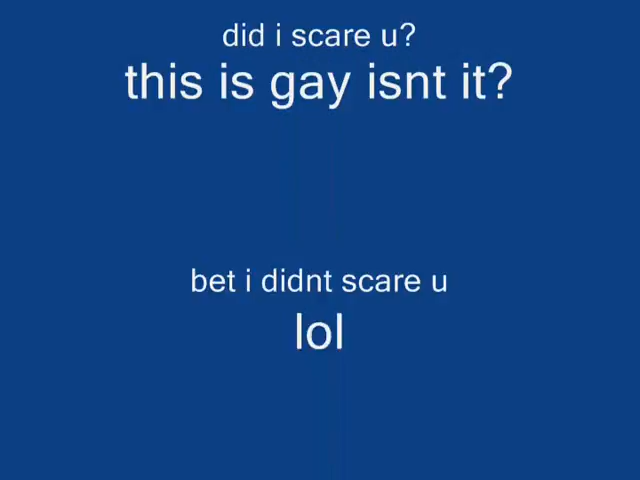 did i scare u?
this is gay isnt it?
bet i didnt scare u
lol